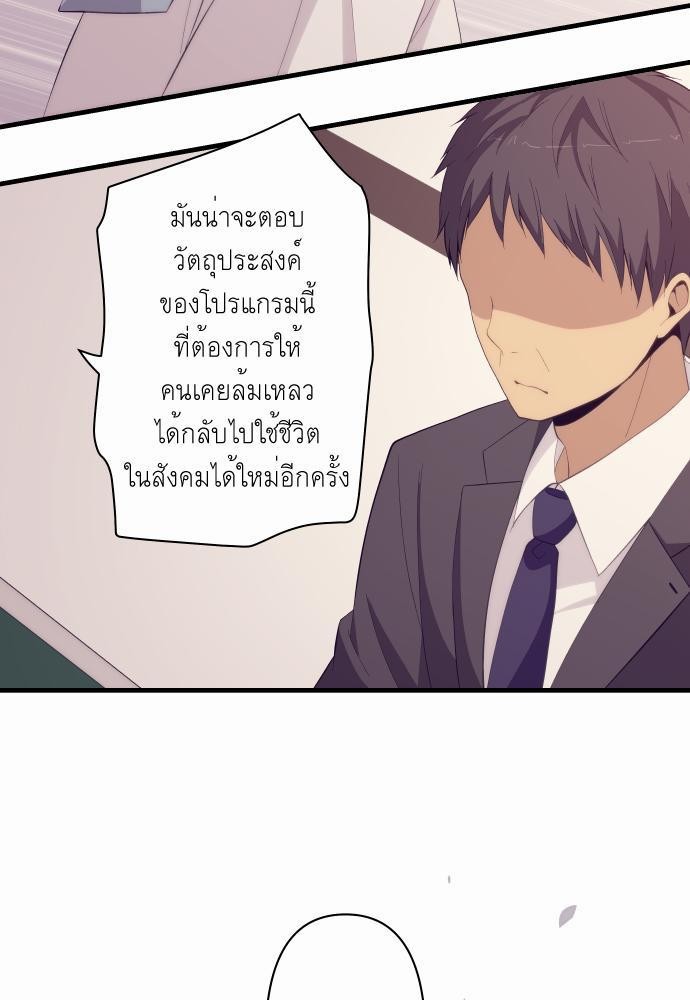 มันน่าจะตอบ
วัตถุประสงค์
ของโปรแกรมนี้
ที่ต้องการให้
คนเคยล้มเหลว
ได้กลับไปใช้ชีวิต
ในสังคมได้ใหม่อีกครั้ง